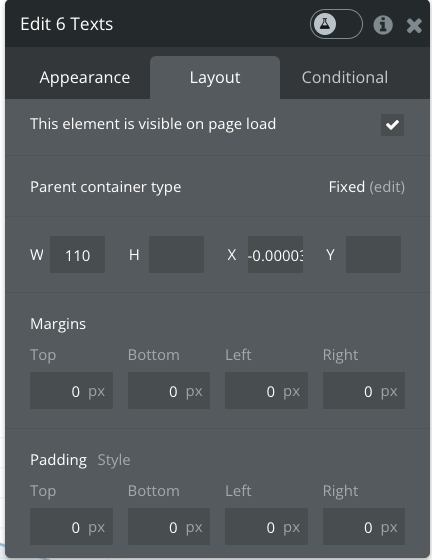 Edit 6 Texts
Appearance Layout Conditional
This element is visible on page load
Parent container type Fixed (edit)
W 110 H X -0.00003 Y
Margins
Top Bottom Left Right
0 px 0 px 0 px 0 px
Padding Style
Top Bottom Left Right
0 px 0 px 0 px 0 px